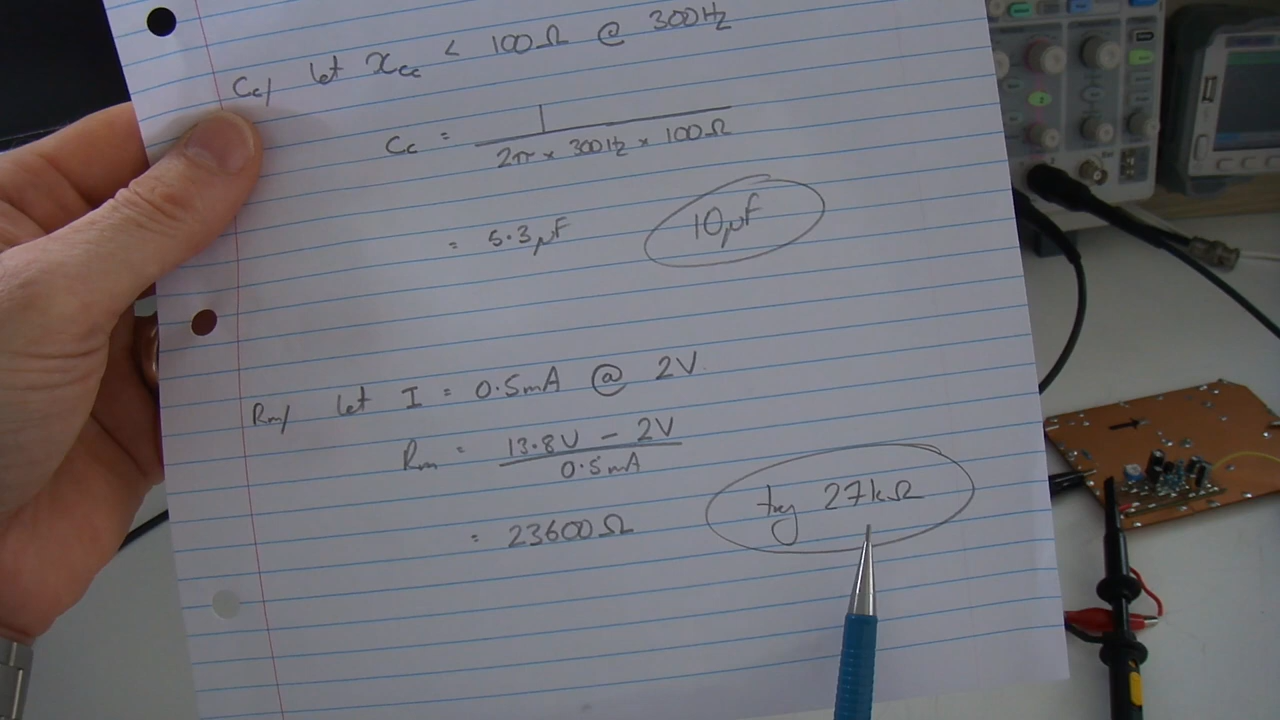 Cc/ let Xcc < 100Ω @ 300Hz
Cc = 1 / 2π × 300Hz × 100Ω
= 5.3μF 10μF
Rm/ let I = 0.5mA @ 2V
Rm = 13.8V - 2V / 0.5mA
= 23600Ω try 27kΩ